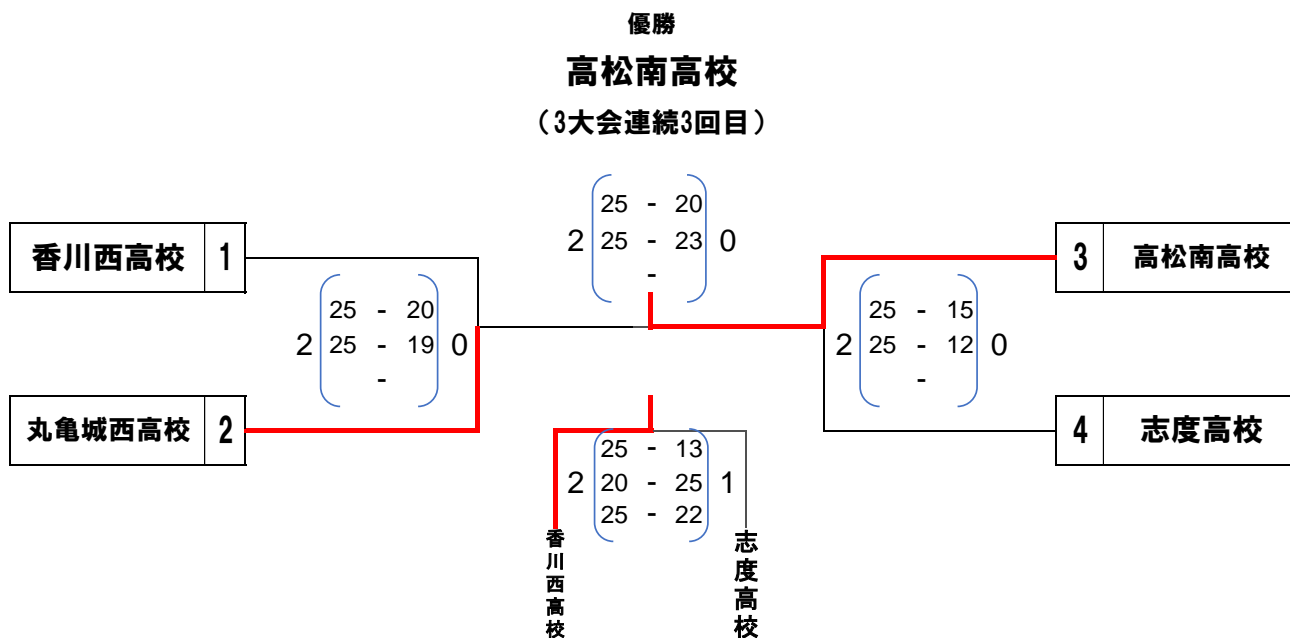 優勝
高松南高校
（3大会連続3回目）
25 - 20
2 25 - 23 0
-
香川西高校 1
3 高松南高校
25 - 20
2 25 - 19 0
-
25 - 15
2 25 - 12 0
-
丸亀城西高校 2
4 志度高校
25 - 13
2 20 - 25 1
25 - 22
香川西高校
志度高校